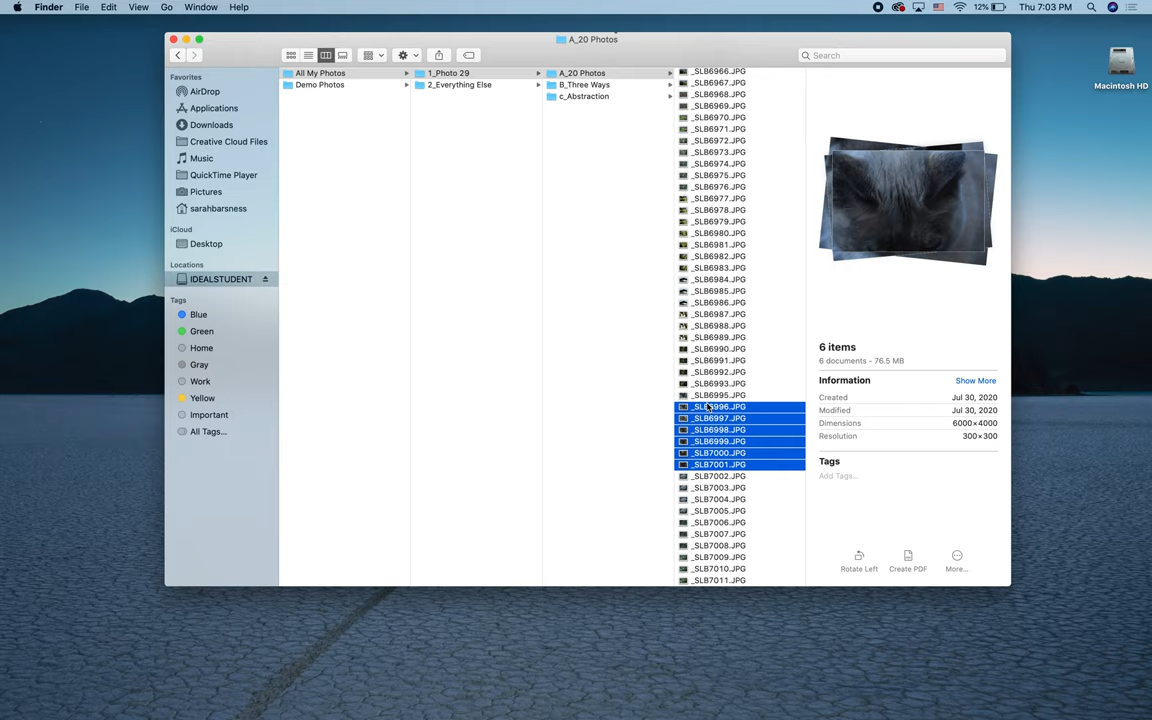 Finder File Edit View Go Window Help 12% Thu 7:03 PM
A_20 Photos
Search
Macintosh HD
Favorites
AirDrop
Applications
Downloads
Creative Cloud Files
Music
QuickTime Player
Pictures
sarahbarsness
iCloud
Desktop
Locations
IDEALSTUDENT
Tags
Blue
Green
Home
Gray
Work
Yellow
Important
All Tags...
All My Photos
Demo Photos
1_Photo 29
2_Everything Else
A_20 Photos
B_Three Ways
c_Abstraction
_SLB6966.JPG
_SLB6967.JPG
_SLB6968.JPG
_SLB6969.JPG
_SLB6970.JPG
_SLB6971.JPG
_SLB6972.JPG
_SLB6973.JPG
_SLB6974.JPG
_SLB6975.JPG
_SLB6976.JPG
_SLB6977.JPG
_SLB6978.JPG
_SLB6979.JPG
_SLB6980.JPG
_SLB6981.JPG
_SLB6982.JPG
_SLB6983.JPG
_SLB6984.JPG
_SLB6985.JPG
_SLB6986.JPG
_SLB6987.JPG
_SLB6988.JPG
_SLB6989.JPG
_SLB6990.JPG
_SLB6991.JPG
_SLB6992.JPG
_SLB6993.JPG
_SLB6995.JPG
_SLB6996.JPG
_SLB6997.JPG
_SLB6998.JPG
_SLB6999.JPG
_SLB7000.JPG
_SLB7001.JPG
_SLB7002.JPG
_SLB7003.JPG
_SLB7004.JPG
_SLB7005.JPG
_SLB7006.JPG
_SLB7007.JPG
_SLB7008.JPG
_SLB7009.JPG
_SLB7010.JPG
_SLB7011.JPG
6 items
6 documents - 76.5 MB
Information Show More
Created Jul 30, 2020
Modified Jul 30, 2020
Dimensions 6000×4000
Resolution 300×300
Tags
Add Tags...
Rotate Left Create PDF More...